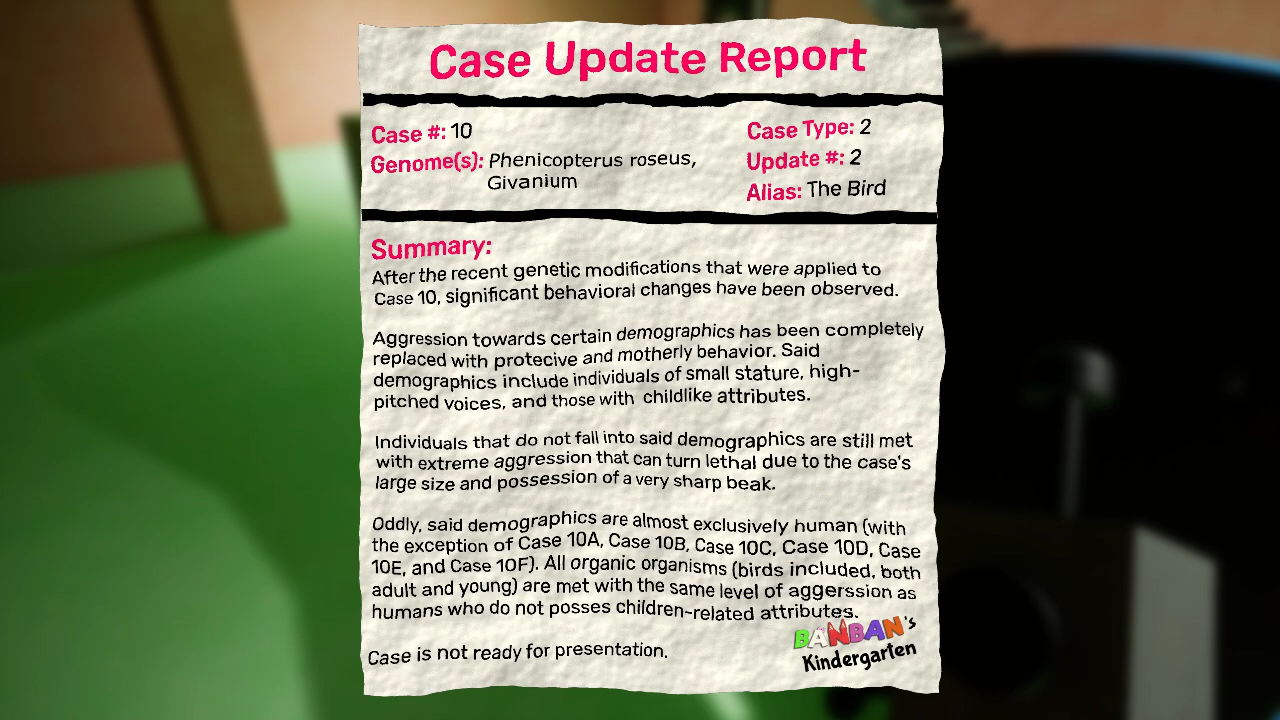 Case Update Report
Case #: 10
Genome(s): Phenicopterus roseus,
Givanium
Case Type: 2
Update #: 2
Alias: The Bird
Summary:
After the recent genetic modifications that were applied to
Case 10, significant behavioral changes have been observed.
Aggression towards certain demographics has been completely
replaced with protecive and motherly behavior. Said
demographics include individuals of small stature, high-
pitched voices, and those with childlike attributes.
Individuals that do not fall into said demographics are still met
with extreme aggression that can turn lethal due to the case's
large size and possession of a very sharp beak.
Oddly, said demographics are almost exclusively human (with
the exception of Case 10A, Case 10B, Case 10C, Case 10D, Case
10E, and Case 10F). All organic organisms (birds included, both
adult and young) are met with the same level of aggerssion as
humans who do not posses children-related attributes.
Case is not ready for presentation.
BANBAN's
Kindergarten